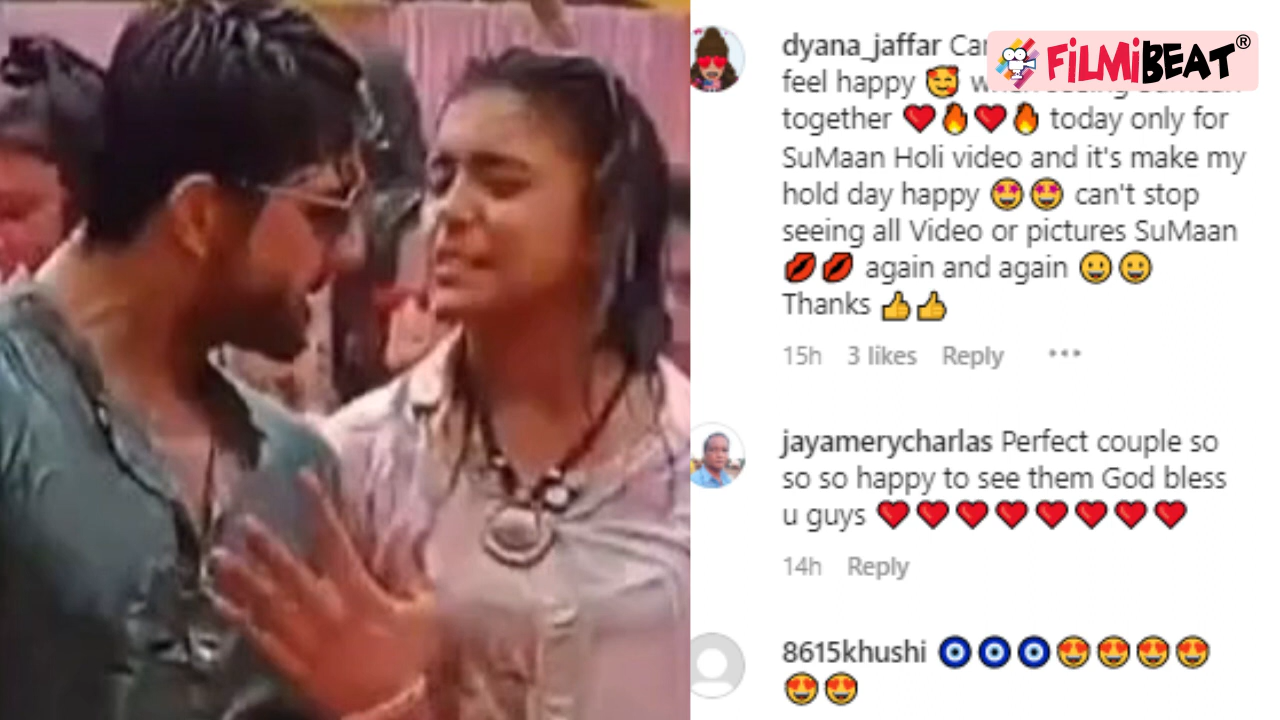 FiLMiBEAT®
dyana_jaffar
feel happy 🥰
together ❤️🔥❤️🔥 today only for
SuMaan Holi video and it's make my
hold day happy 🤩🤩 can't stop
seeing all Video or pictures SuMaan
💋💋 again and again 😀😀
Thanks 👍👍
15h 3 likes Reply •••
jayamerycharlas Perfect couple so
so so happy to see them God bless
u guys ❤️❤️❤️❤️❤️❤️❤️❤️
14h Reply
8615khushi 🧿🧿🧿😍😍😍😍
😍😍